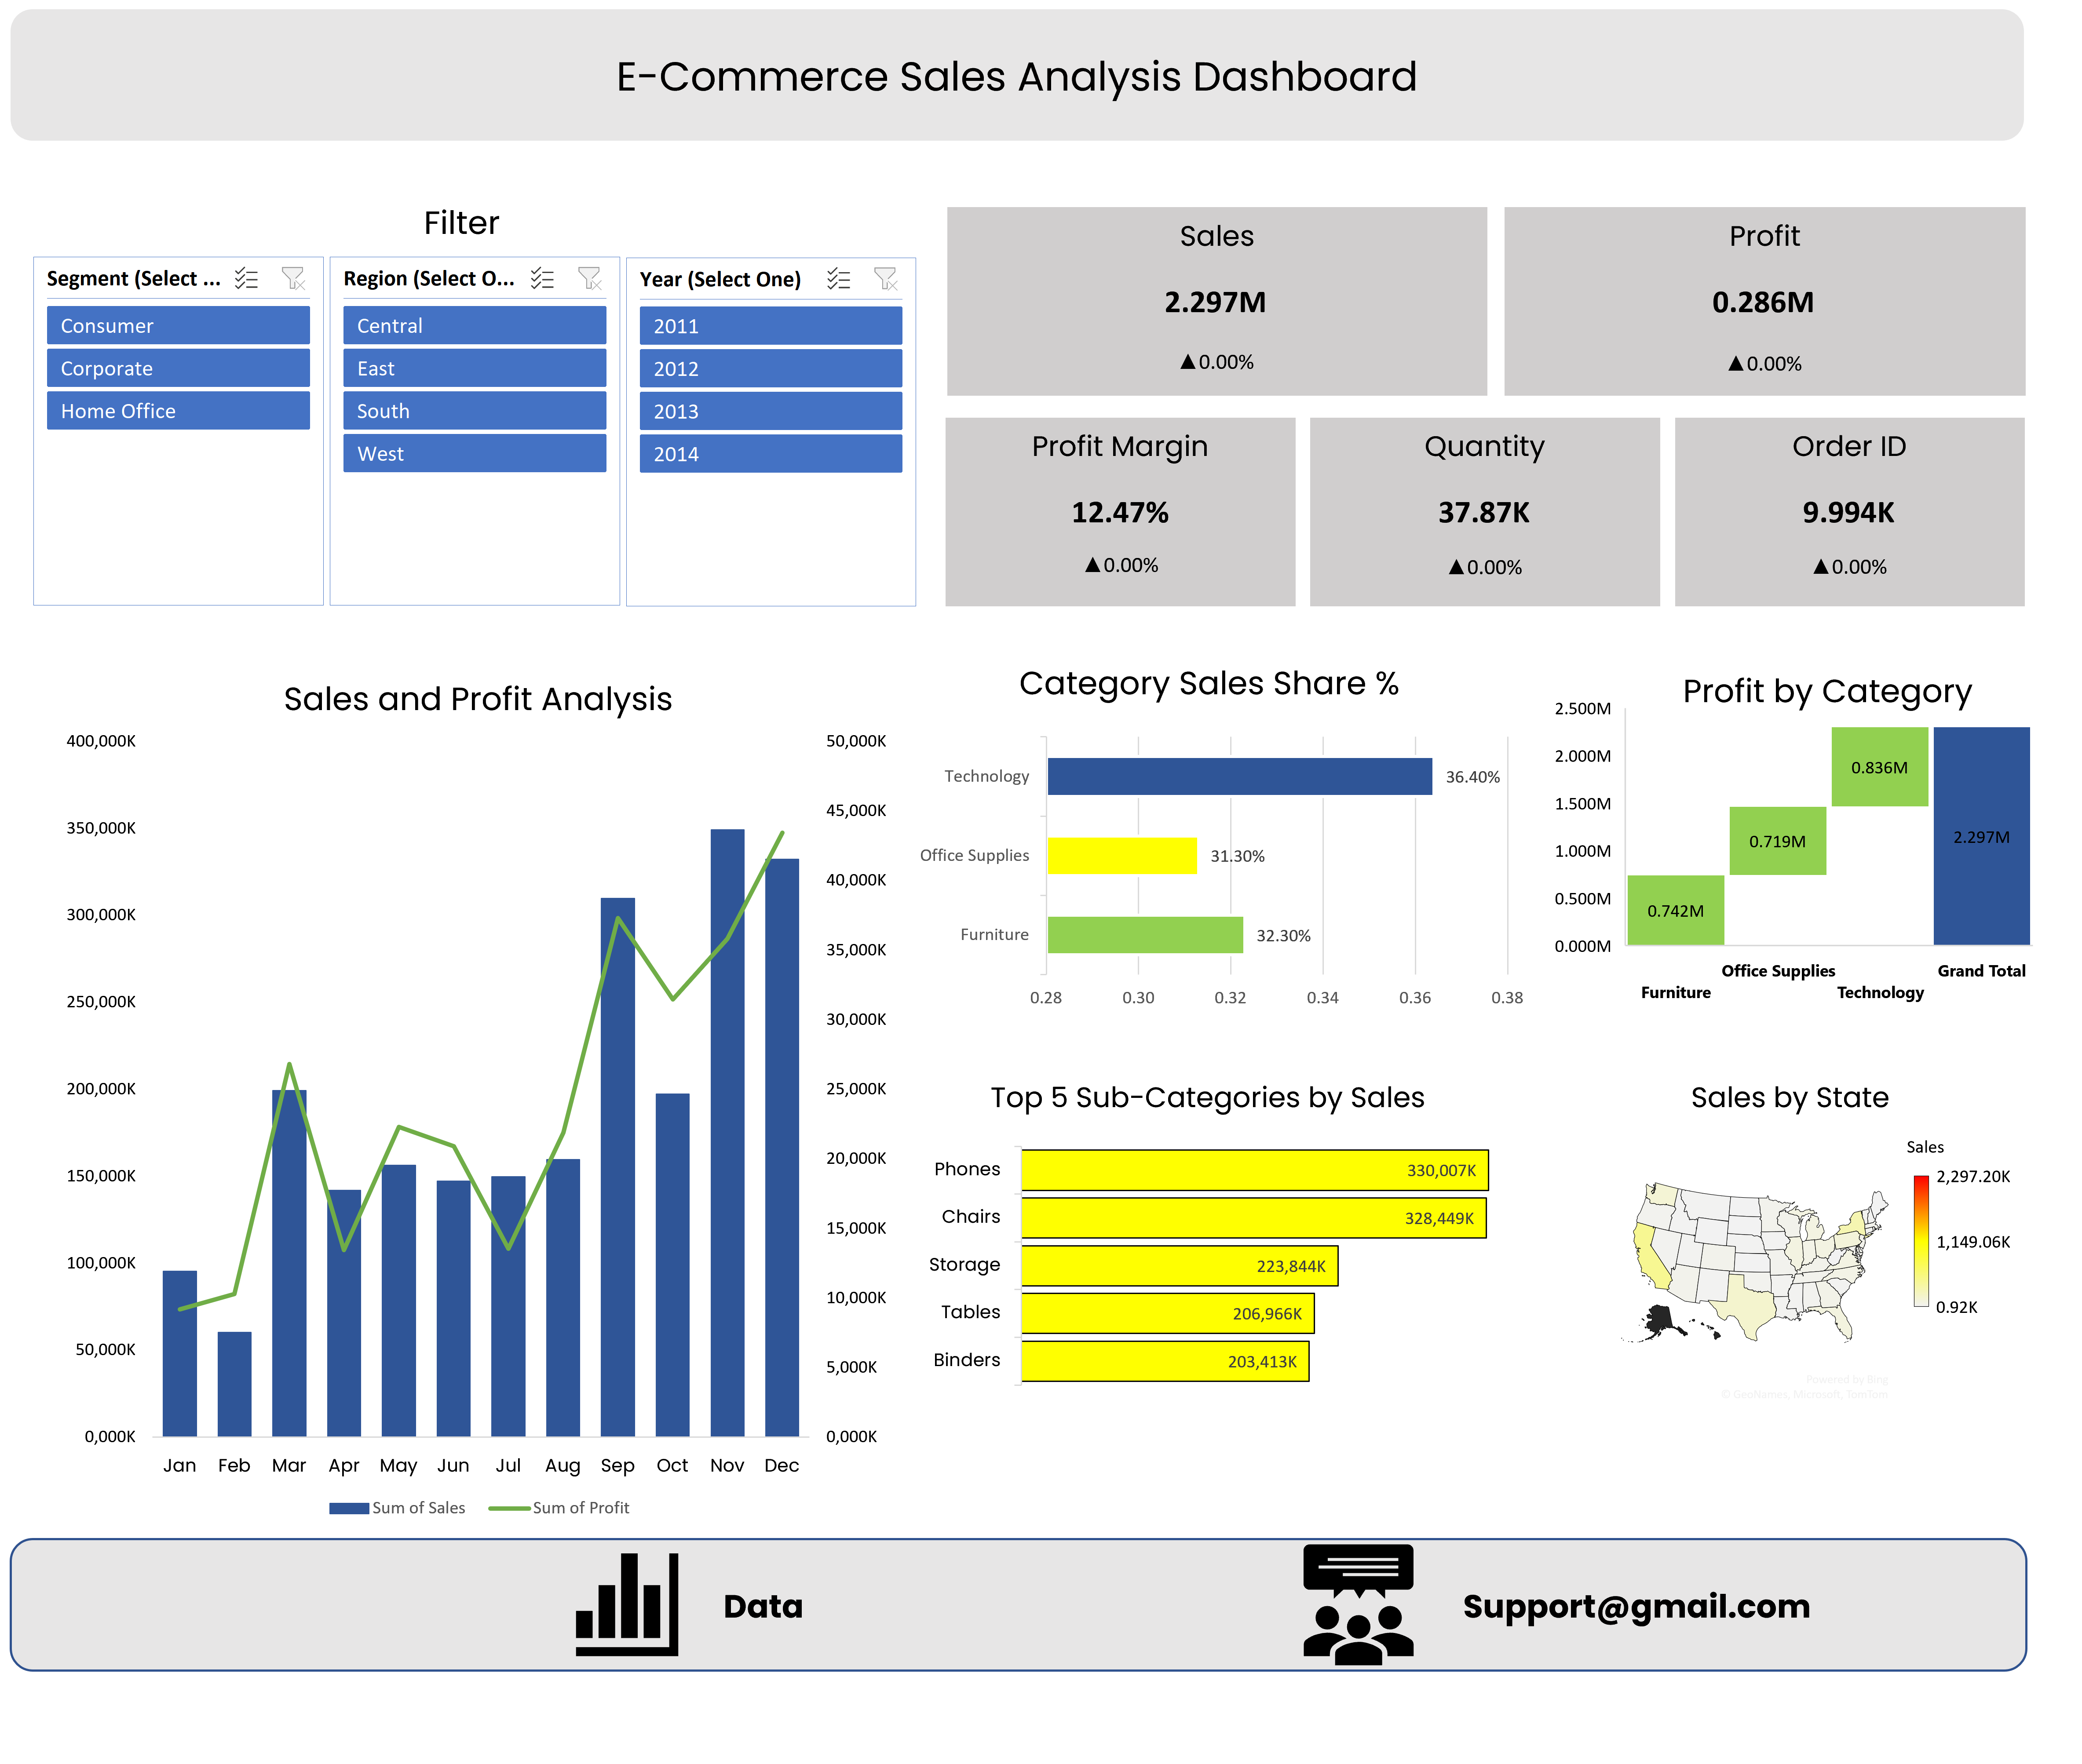 E-Commerce Sales Analysis Dashboard
Filter
Segment (Select ...
Consumer
Corporate
Home Office
Region (Select O...
Central
East
South
West
Year (Select One)
2011
2012
2013
2014
Sales
2.297M
▲0.00%
Profit
0.286M
▲0.00%
Profit Margin
12.47%
▲0.00%
Quantity
37.87K
▲0.00%
Order ID
9.994K
▲0.00%
Sales and Profit Analysis
400,000K
350,000K
300,000K
250,000K
200,000K
150,000K
100,000K
50,000K
0,000K
50,000K
45,000K
40,000K
35,000K
30,000K
25,000K
20,000K
15,000K
10,000K
5,000K
0,000K
Jan Feb Mar Apr May Jun Jul Aug Sep Oct Nov Dec
Sum of Sales Sum of Profit
Category Sales Share %
Technology 36.40%
Office Supplies 31.30%
Furniture 32.30%
0.28 0.30 0.32 0.34 0.36 0.38
Profit by Category
2.500M
2.000M
1.500M
1.000M
0.500M
0.000M
0.742M
0.719M
0.836M
2.297M
Furniture
Office Supplies
Technology
Grand Total
Top 5 Sub-Categories by Sales
Phones 330,007K
Chairs 328,449K
Storage 223,844K
Tables 206,966K
Binders 203,413K
Sales by State
Sales
2,297.20K
1,149.06K
0.92K
Powered by Bing
© GeoNames, Microsoft, TomTom
Data
Support@gmail.com